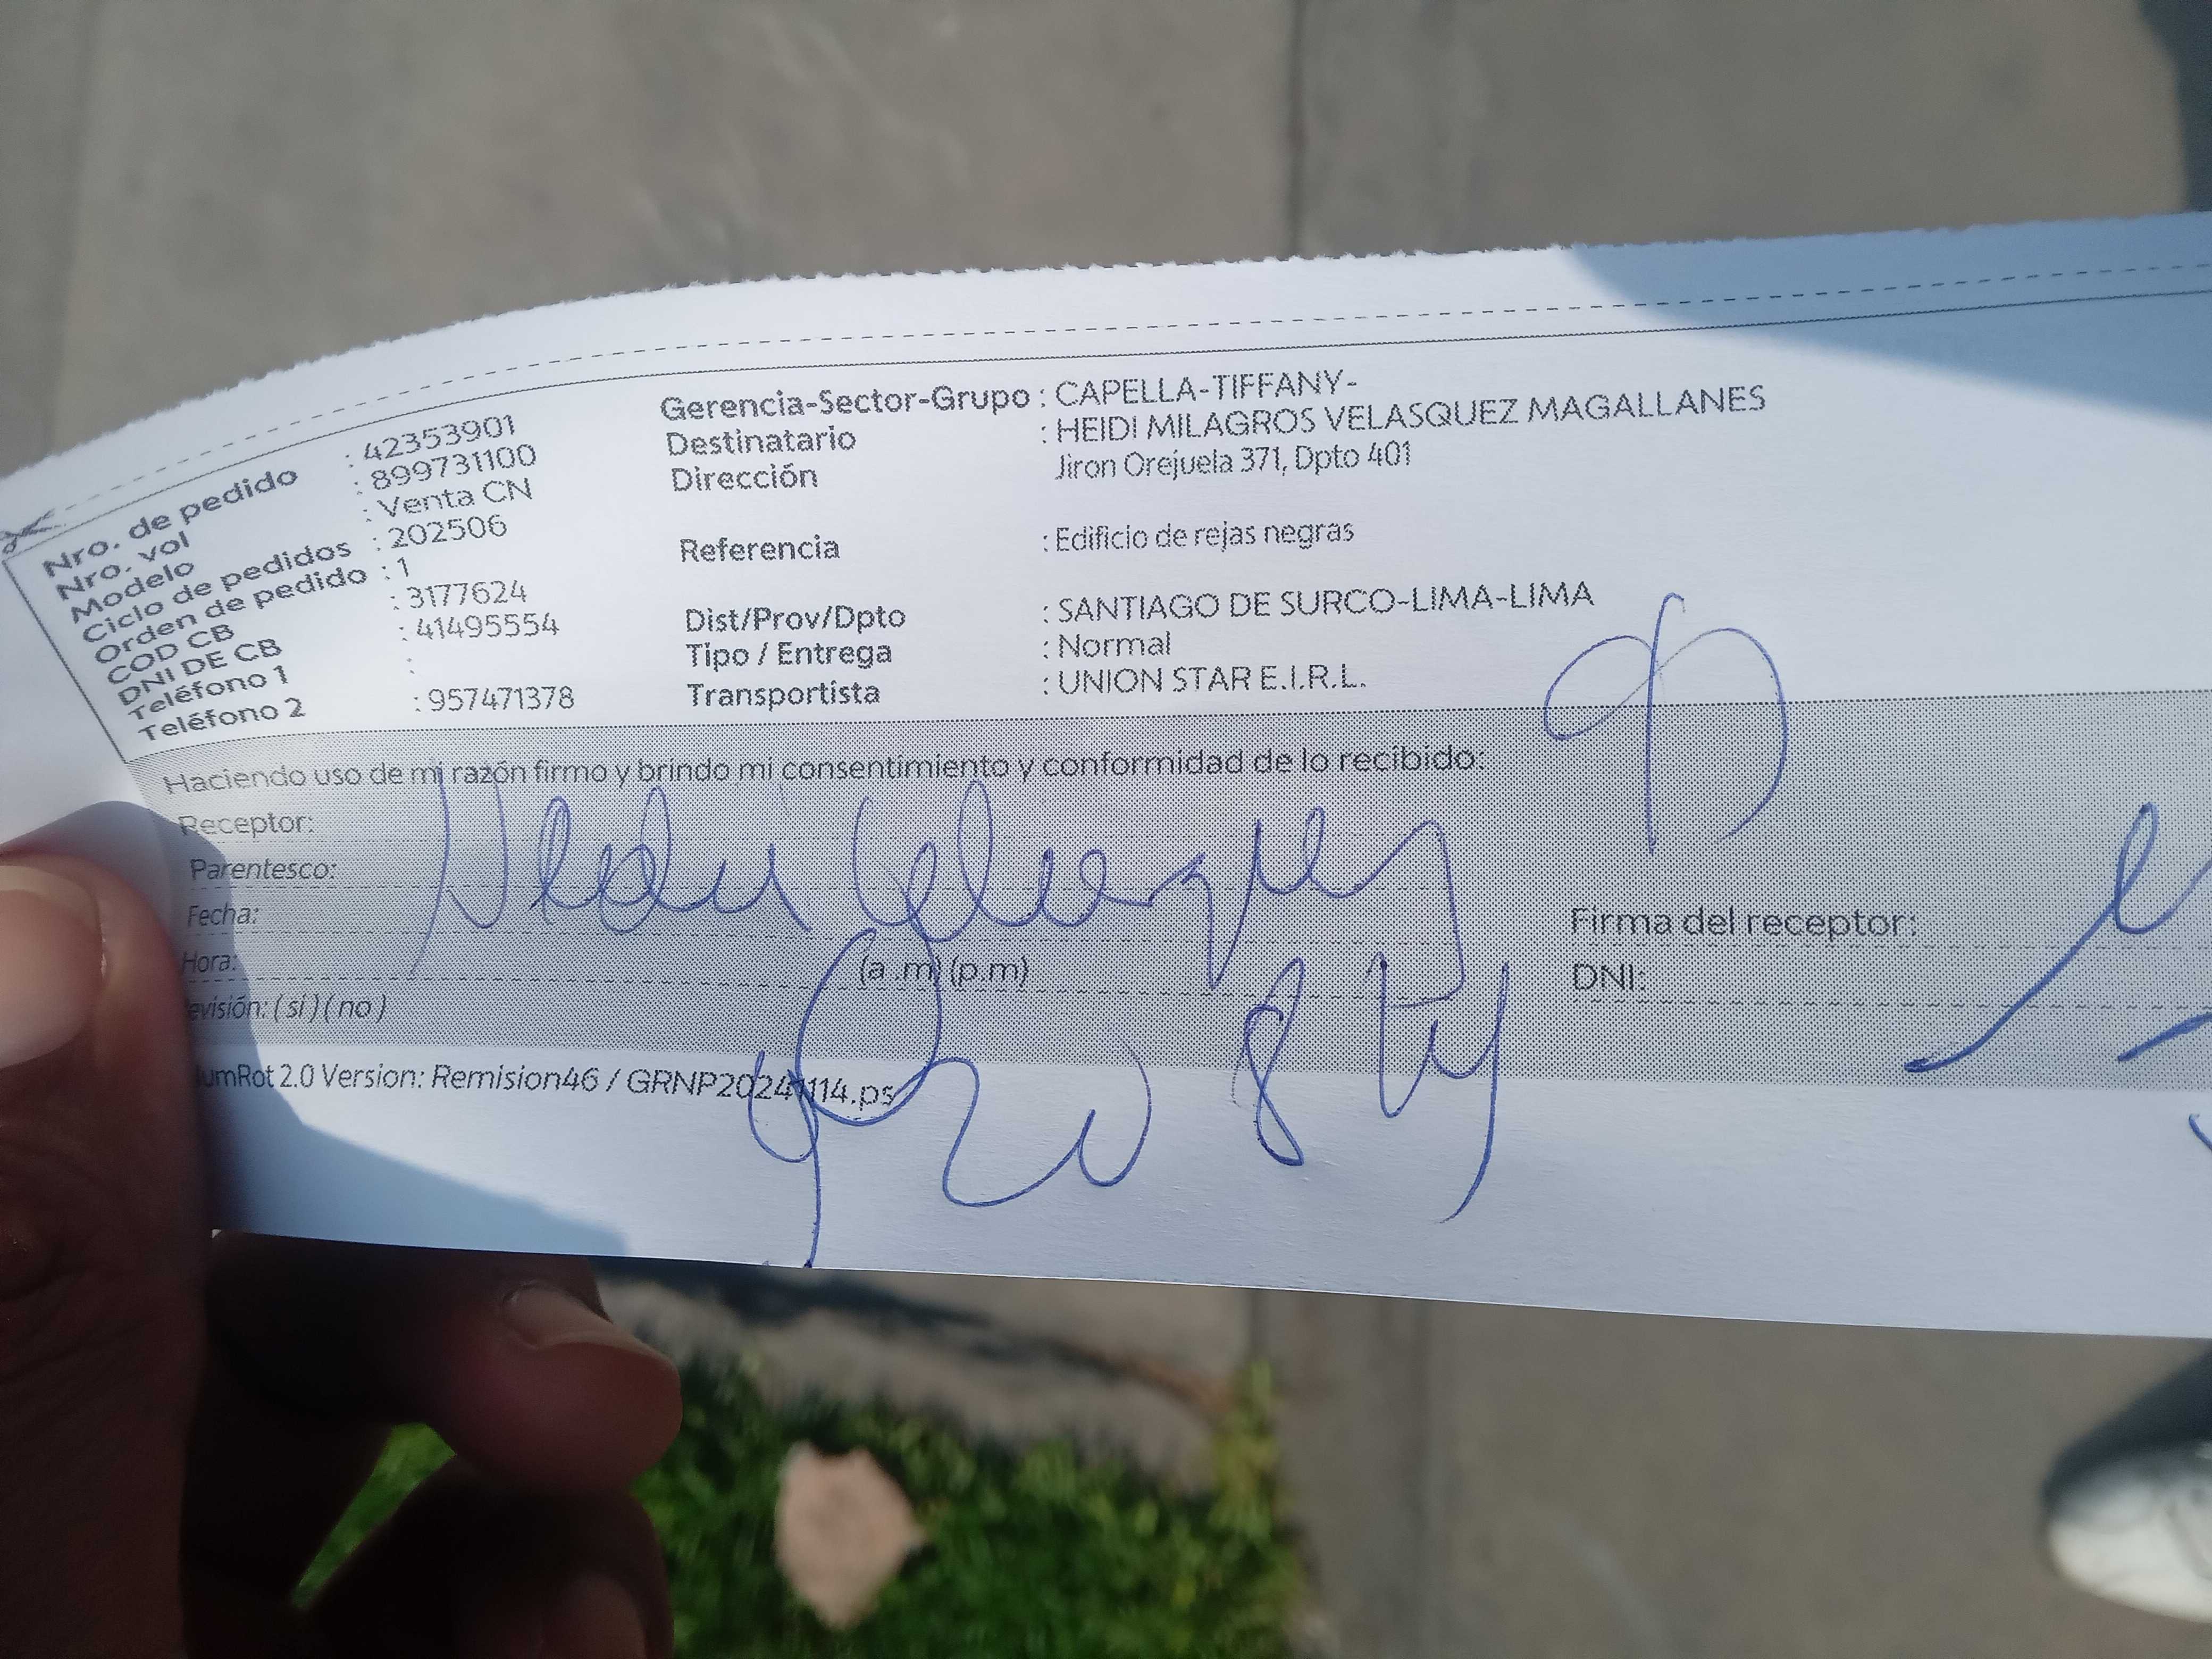 Nro. de pedido : 42353901
Nro. vol : 899731100
Modelo : Venta CN
Ciclo de pedidos : 202506
Orden de pedido : 1
COD CB : 3177624
DNI DE CB : 41495554
Teléfono 1 :
Teléfono 2 : 957471378
Gerencia-Sector-Grupo : CAPELLA-TIFFANY-
Destinatario : HEIDI MILAGROS VELASQUEZ MAGALLANES
Dirección Jiron Orejuela 371, Dpto 401
Referencia : Edificio de rejas negras
Dist/Prov/Dpto : SANTIAGO DE SURCO-LIMA-LIMA
Tipo / Entrega : Normal
Transportista : UNION STAR E.I.R.L.
Haciendo uso de mi razón firmo y brindo mi consentimiento y conformidad de lo recibido:
Receptor:
Parentesco:
Fecha:
Hora: (a .m) (p.m)
evisión: ( si ) ( no )
Firma del receptor:
DNI:
umRot 2.0 Version: Remision46 / GRNP20241114.ps